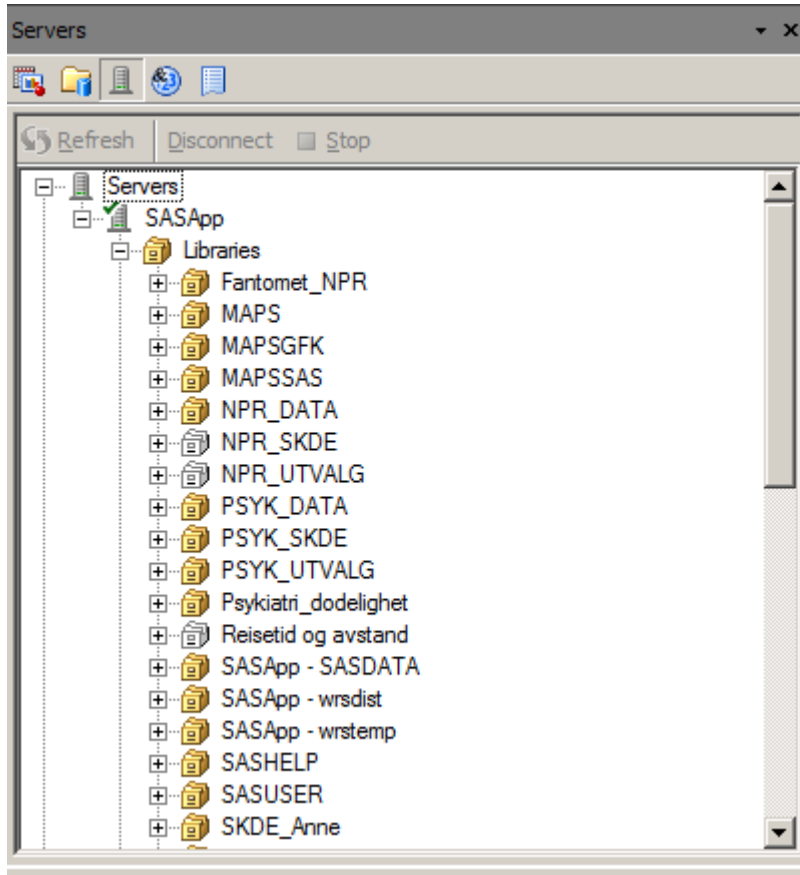 Servers
Refresh Disconnect Stop
Servers
SASApp
Libraries
Fantomet_NPR
MAPS
MAPSGFK
MAPSSAS
NPR_DATA
NPR_SKDE
NPR_UTVALG
PSYK_DATA
PSYK_SKDE
PSYK_UTVALG
Psykiatri_dodelighet
Reisetid og avstand
SASApp - SASDATA
SASApp - wrsdist
SASApp - wrstemp
SASHELP
SASUSER
SKDE_Anne